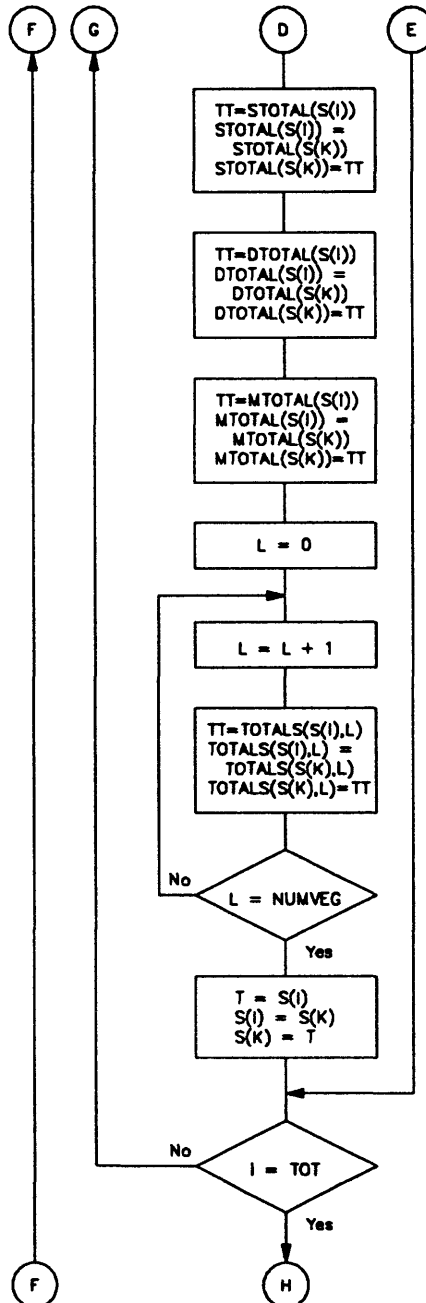 F G D E
TT=STOTAL(S(I))
STOTAL(S(I)) =
STOTAL(S(K))
STOTAL(S(K))=TT
TT=DTOTAL(S(I))
DTOTAL(S(I)) =
DTOTAL(S(K))
DTOTAL(S(K))=TT
TT=MTOTAL(S(I))
MTOTAL(S(I)) =
MTOTAL(S(K))
MTOTAL(S(K))=TT
L = 0
L = L + 1
TT=TOTALS(S(I),L)
TOTALS(S(I),L) =
TOTALS(S(K),L)
TOTALS(S(K),L)=TT
No
L = NUMVEG
Yes
T = S(I)
S(I) = S(K)
S(K) = T
No
I = TOT
Yes
F H